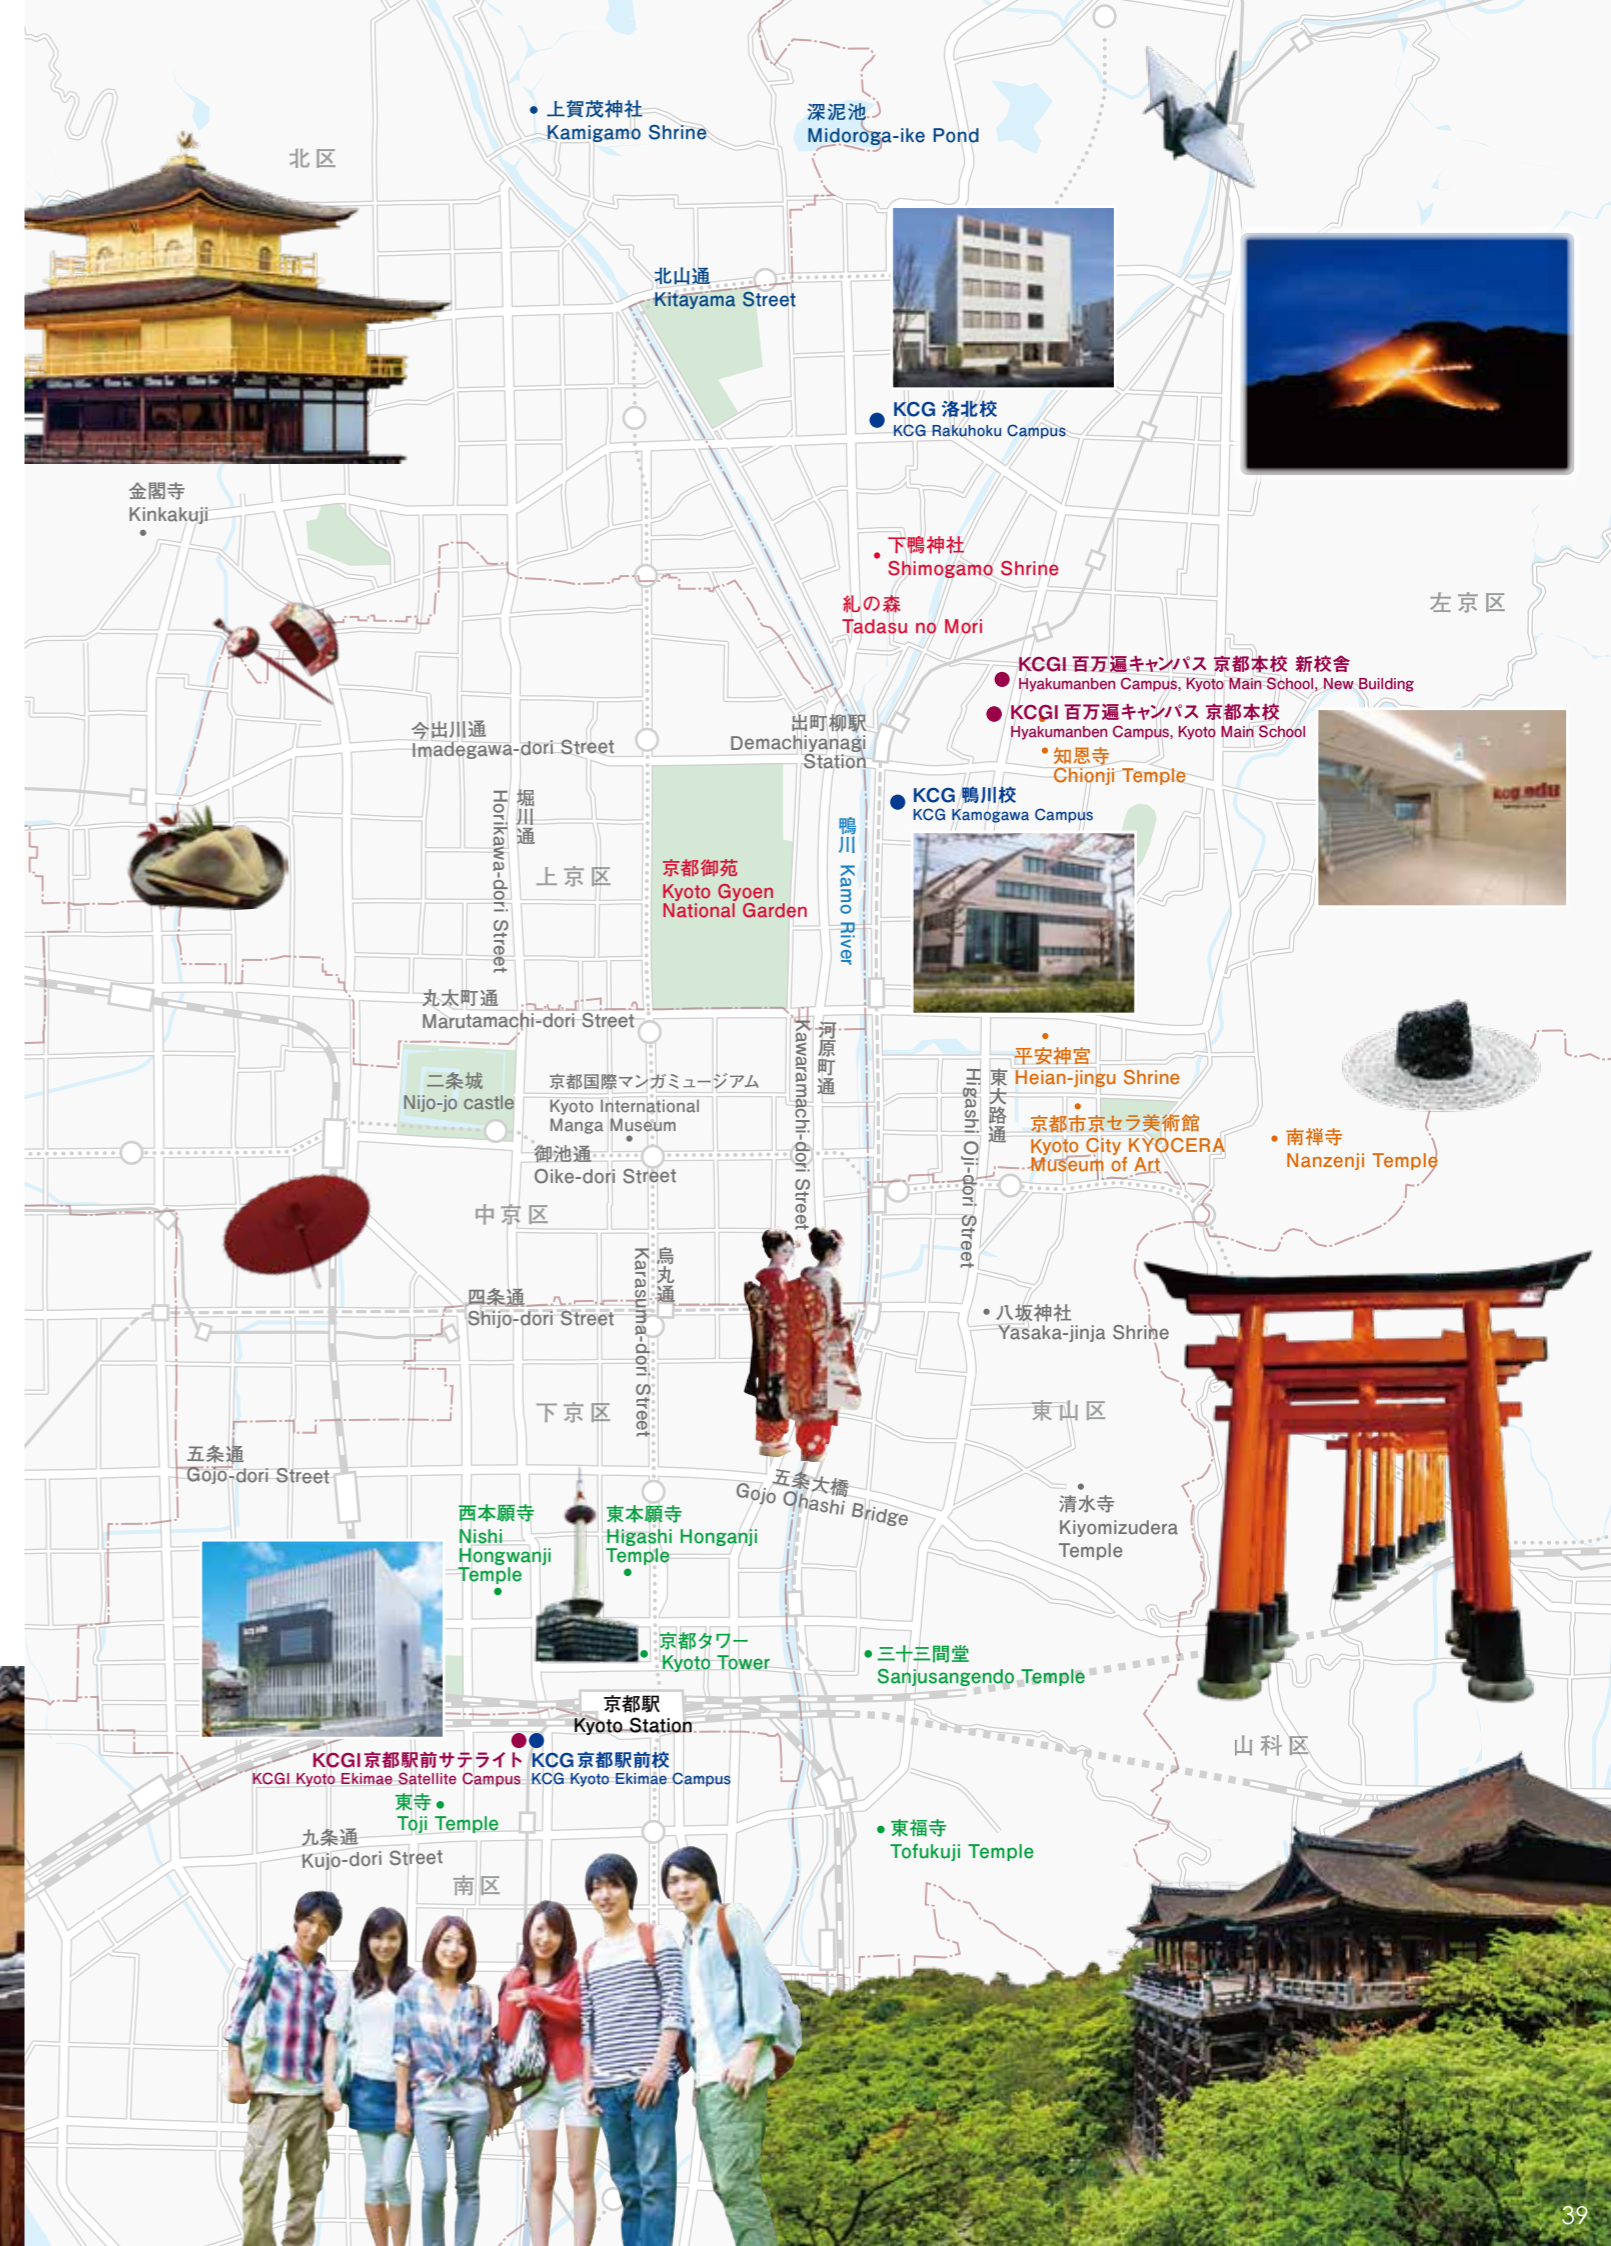 上賀茂神社
Kamigamo Shrine
深泥池
Midoroga-ike Pond
北区
北山通
Kitayama Street
KCG 洛北校
KCG Rakuhoku Campus
金閣寺
Kinkakuji
下鴨神社
Shimogamo Shrine
糺の森
Tadasu no Mori
左京区
KCGI 百万遍キャンパス 京都本校 新校舎
Hyakumanben Campus, Kyoto Main School, New Building
KCGI 百万遍キャンパス 京都本校
Hyakumanben Campus, Kyoto Main School
今出川通
Imadegawa-dori Street
出町柳駅
Demachiyanagi
Station
知恩寺
Chionji Temple
kcg.edu
KCG 鴨川校
KCG Kamogawa Campus
堀川通
Horikawa-dori Street
鴨川 Kamo River
上京区
京都御苑
Kyoto Gyoen
National Garden
丸太町通
Marutamachi-dori Street
河原町通
Kawaramachi-dori Street
平安神宮
Heian-jingu Shrine
東大路通
Higashi Oji-dori Street
二条城
Nijo-jo castle
京都国際マンガミュージアム
Kyoto International
Manga Museum
京都市京セラ美術館
Kyoto City KYOCERA
Museum of Art
南禅寺
Nanzenji Temple
御池通
Oike-dori Street
中京区
烏丸通
Karasuma-dori Street
四条通
Shijo-dori Street
八坂神社
Yasaka-jinja Shrine
下京区
東山区
五条通
Gojo-dori Street
五条大橋
Gojo Ohashi Bridge
清水寺
Kiyomizudera
Temple
西本願寺
Nishi
Hongwanji
Temple
東本願寺
Higashi Honganji
Temple
京都タワー
Kyoto Tower
三十三間堂
Sanjusangendo Temple
kcg.edu
京都駅
Kyoto Station
山科区
KCGI京都駅前サテライト
KCGI Kyoto Ekimae Satellite Campus
KCG京都駅前校
KCG Kyoto Ekimae Campus
東寺
Toji Temple
東福寺
Tofukuji Temple
九条通
Kujo-dori Street
南区
39